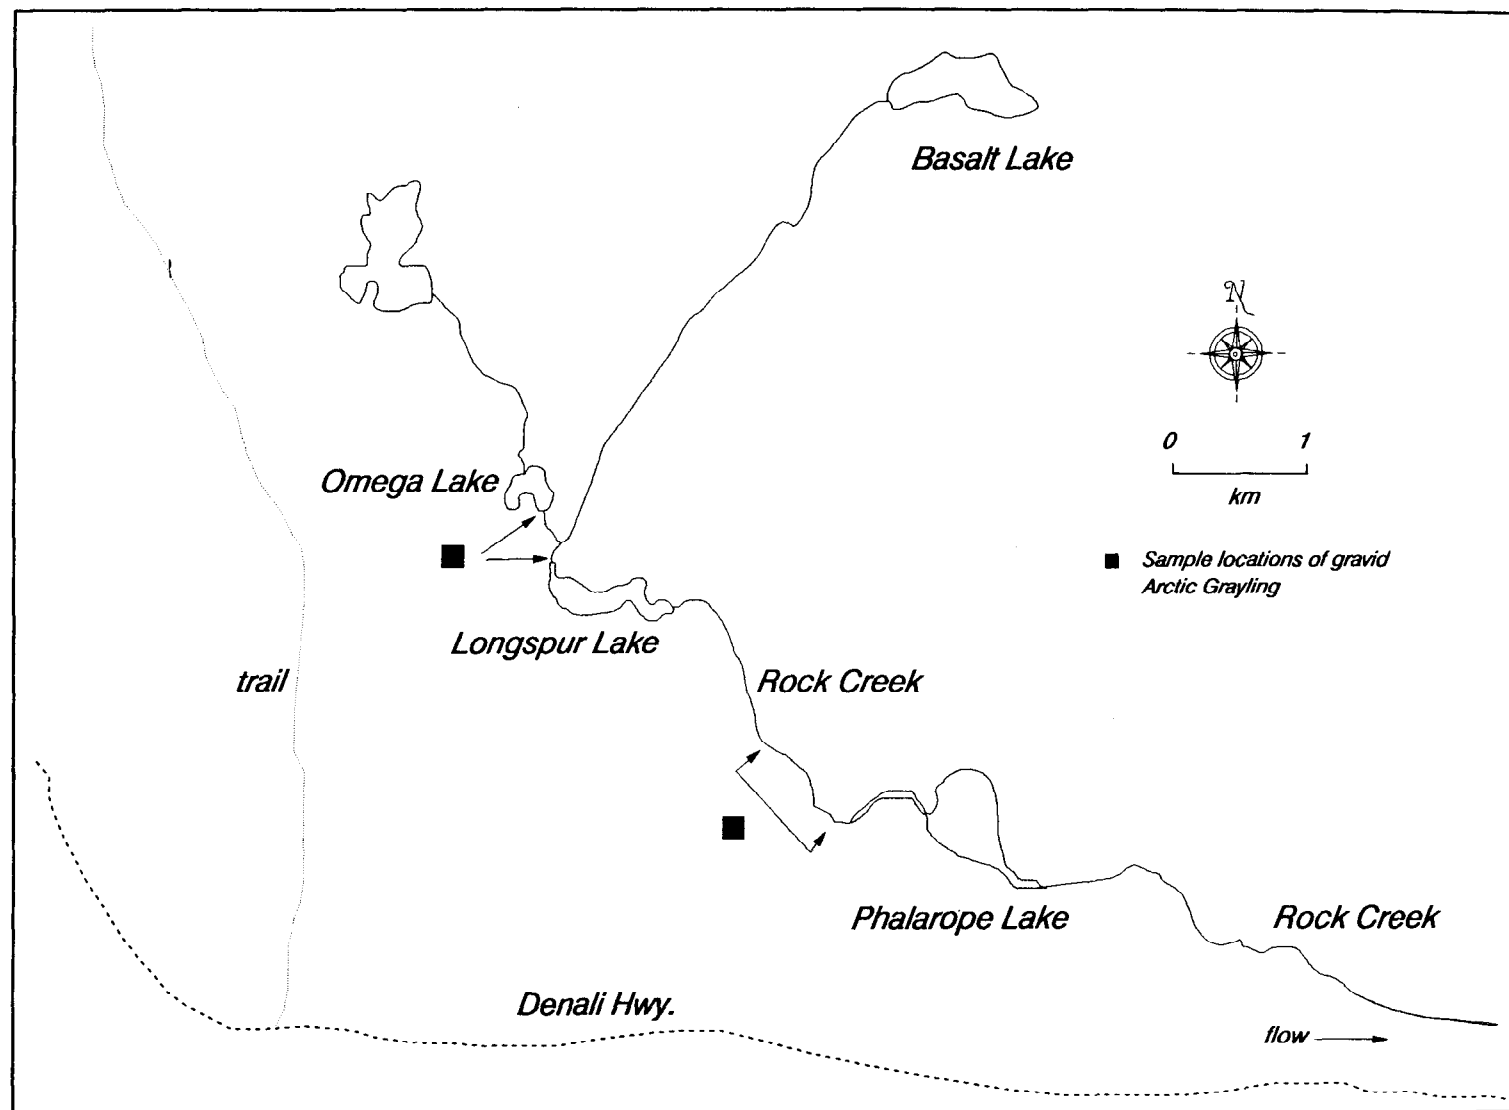 Basalt Lake
N
Omega Lake
0 1
km
Sample locations of gravid
Arctic Grayling
Longspur Lake
trail
Rock Creek
Phalarope Lake
Rock Creek
Denali Hwy.
flow